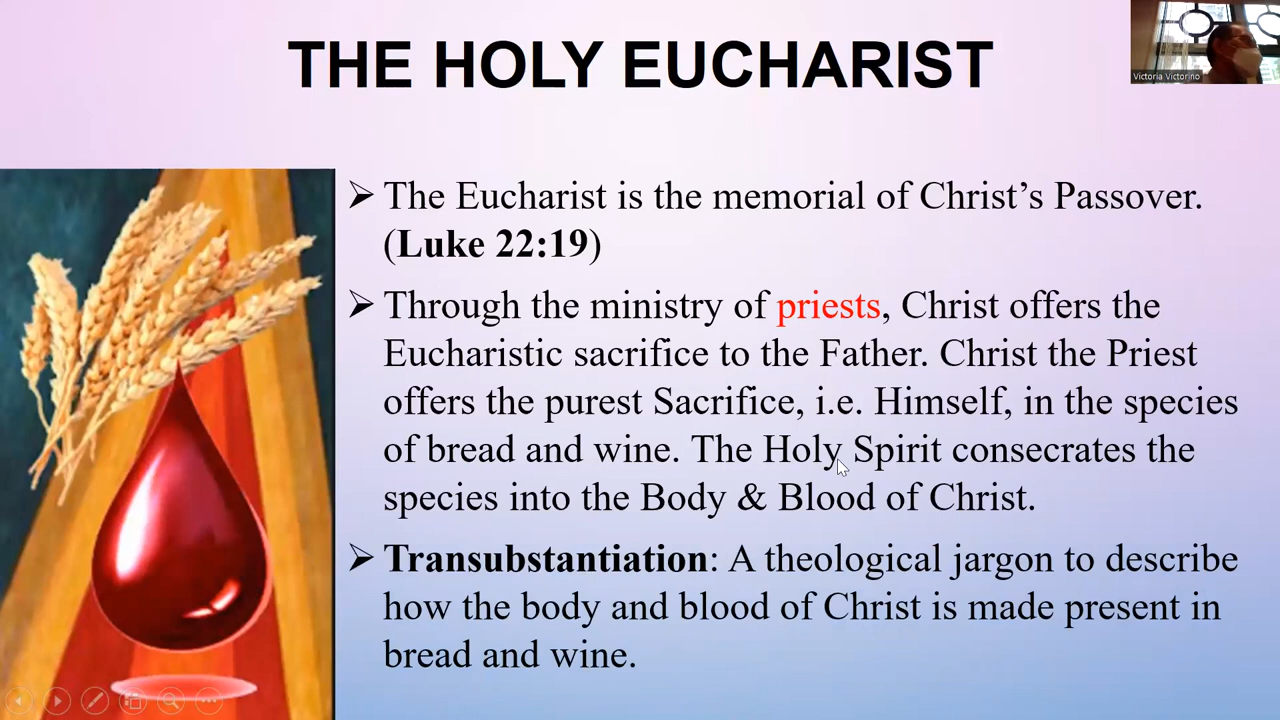 THE HOLY EUCHARIST
Victoria Victorino
➢ The Eucharist is the memorial of Christ’s Passover.
(Luke 22:19)
➢ Through the ministry of priests, Christ offers the
Eucharistic sacrifice to the Father. Christ the Priest
offers the purest Sacrifice, i.e. Himself, in the species
of bread and wine. The Holy Spirit consecrates the
species into the Body & Blood of Christ.
➢ Transubstantiation: A theological jargon to describe
how the body and blood of Christ is made present in
bread and wine.